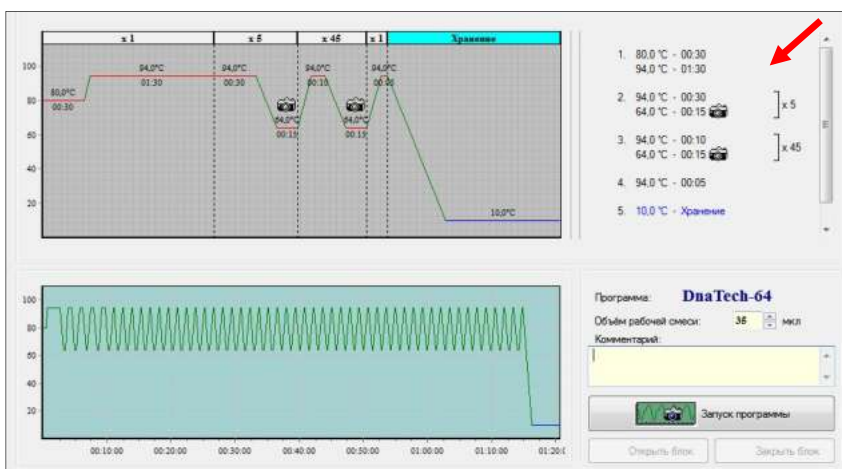 x 1 x 5 x 45 x 1 Хранение
100
80
60
40
20
80,0°C
00:30
94,0°C
01:30
94,0°C
00:30
64,0°C
00:15
94,0°C
00:10
64,0°C
00:15
94,0°C
10,0°C
1. 80,0 °C - 00:30
94,0 °C - 01:30
2. 94,0 °C - 00:30
64,0 °C - 00:15
x 5
3. 94,0 °C - 00:10
64,0 °C - 00:15
x 45
4. 94,0 °C - 00:05
5. 10,0 °C - Хранение
100
80
60
40
20
00:10:00 00:20:00 00:30:00 00:40:00 00:50:00 01:00:00 01:10:00
Программа: DnaTech-64
Объём рабочей смеси: 35 мкл
Комментарий:
Запуск программы
Открыть блок Закрыть блок